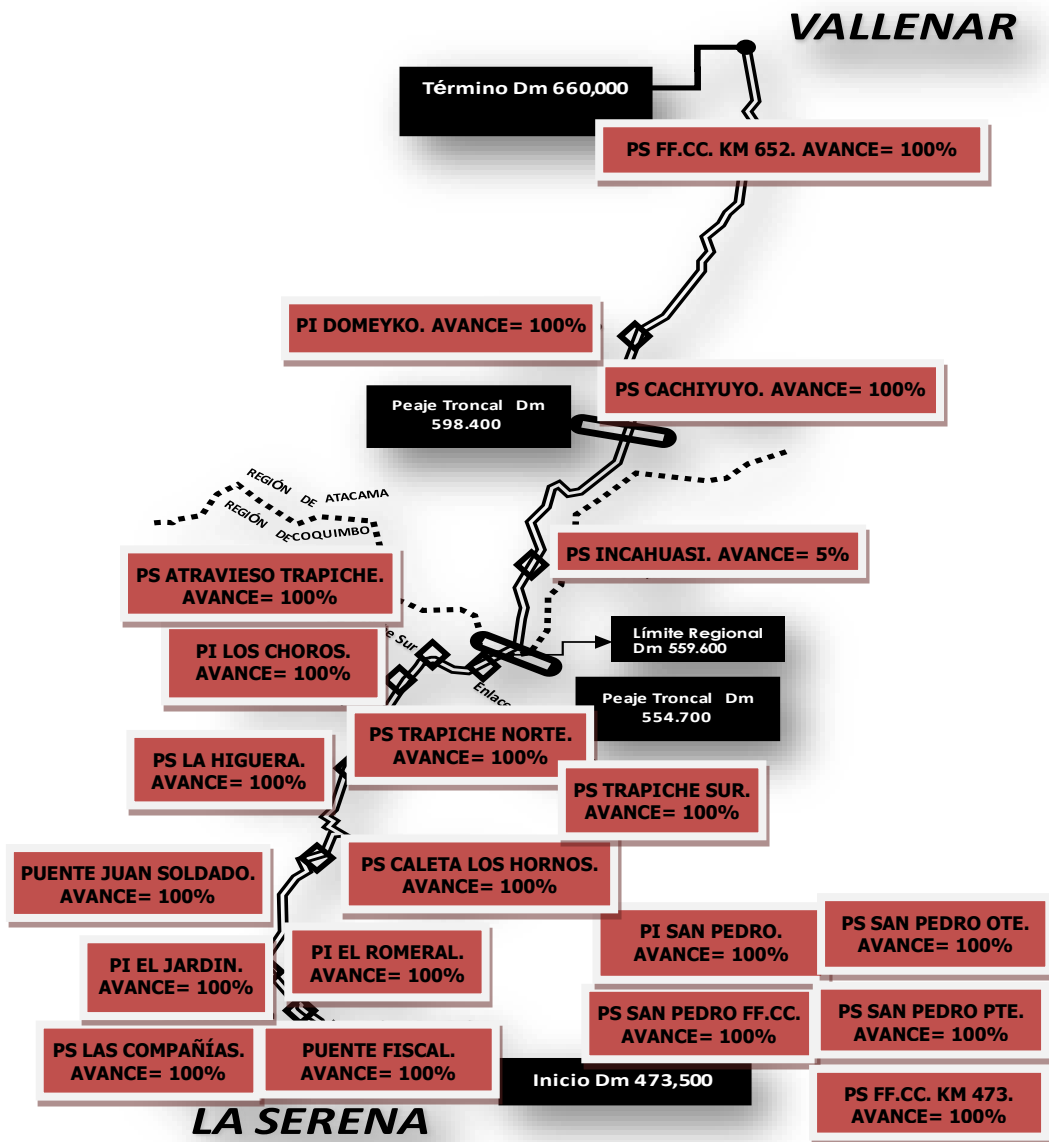 VALLENAR
Término Dm 660,000
PS FF.CC. KM 652. AVANCE= 100%
PI DOMEYKO. AVANCE= 100%
PS CACHIYUYO. AVANCE= 100%
Peaje Troncal Dm
598.400
REGIÓN DE ATACAMA
REGIÓN DE COQUIMBO
PS INCAHUASI. AVANCE= 5%
PS ATRAVIESO TRAPICHE.
AVANCE= 100%
Límite Regional
Dm 559.600
PI LOS CHOROS.
AVANCE= 100%
Sur
Enlace
Peaje Troncal Dm
554.700
PS TRAPICHE NORTE.
AVANCE= 100%
PS LA HIGUERA.
AVANCE= 100%
PS TRAPICHE SUR.
AVANCE= 100%
PUENTE JUAN SOLDADO.
AVANCE= 100%
PS CALETA LOS HORNOS.
AVANCE= 100%
PI SAN PEDRO.
AVANCE= 100%
PS SAN PEDRO OTE.
AVANCE= 100%
PI EL JARDIN.
AVANCE= 100%
PI EL ROMERAL.
AVANCE= 100%
PS SAN PEDRO FF.CC.
AVANCE= 100%
PS SAN PEDRO PTE.
AVANCE= 100%
PS LAS COMPAÑÍAS.
AVANCE= 100%
PUENTE FISCAL.
AVANCE= 100%
Inicio Dm 473,500
PS FF.CC. KM 473.
AVANCE= 100%
LA SERENA